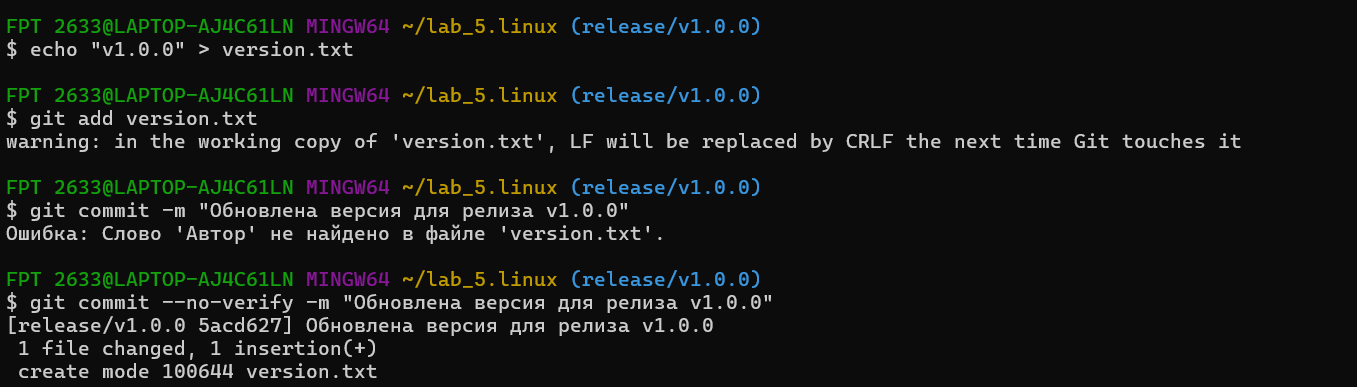 FPT 2633@LAPTOP-AJ4C61LN MINGW64 ~/lab_5.linux (release/v1.0.0)
$ echo "v1.0.0" > version.txt
FPT 2633@LAPTOP-AJ4C61LN MINGW64 ~/lab_5.linux (release/v1.0.0)
$ git add version.txt
warning: in the working copy of 'version.txt', LF will be replaced by CRLF the next time Git touches it
FPT 2633@LAPTOP-AJ4C61LN MINGW64 ~/lab_5.linux (release/v1.0.0)
$ git commit -m "Обновлена версия для релиза v1.0.0"
Ошибка: Слово 'Автор' не найдено в файле 'version.txt'.
FPT 2633@LAPTOP-AJ4C61LN MINGW64 ~/lab_5.linux (release/v1.0.0)
$ git commit --no-verify -m "Обновлена версия для релиза v1.0.0"
[release/v1.0.0 5acd627] Обновлена версия для релиза v1.0.0
 1 file changed, 1 insertion(+)
 create mode 100644 version.txt